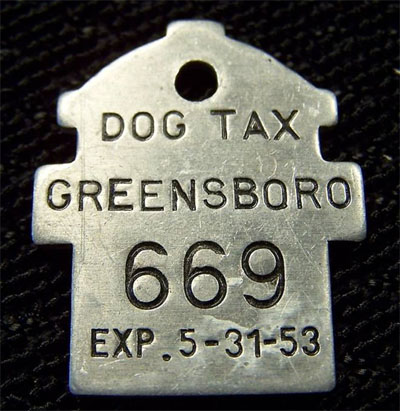 DOG TAX
GREENSBORO
669
EXP. 5-31-53